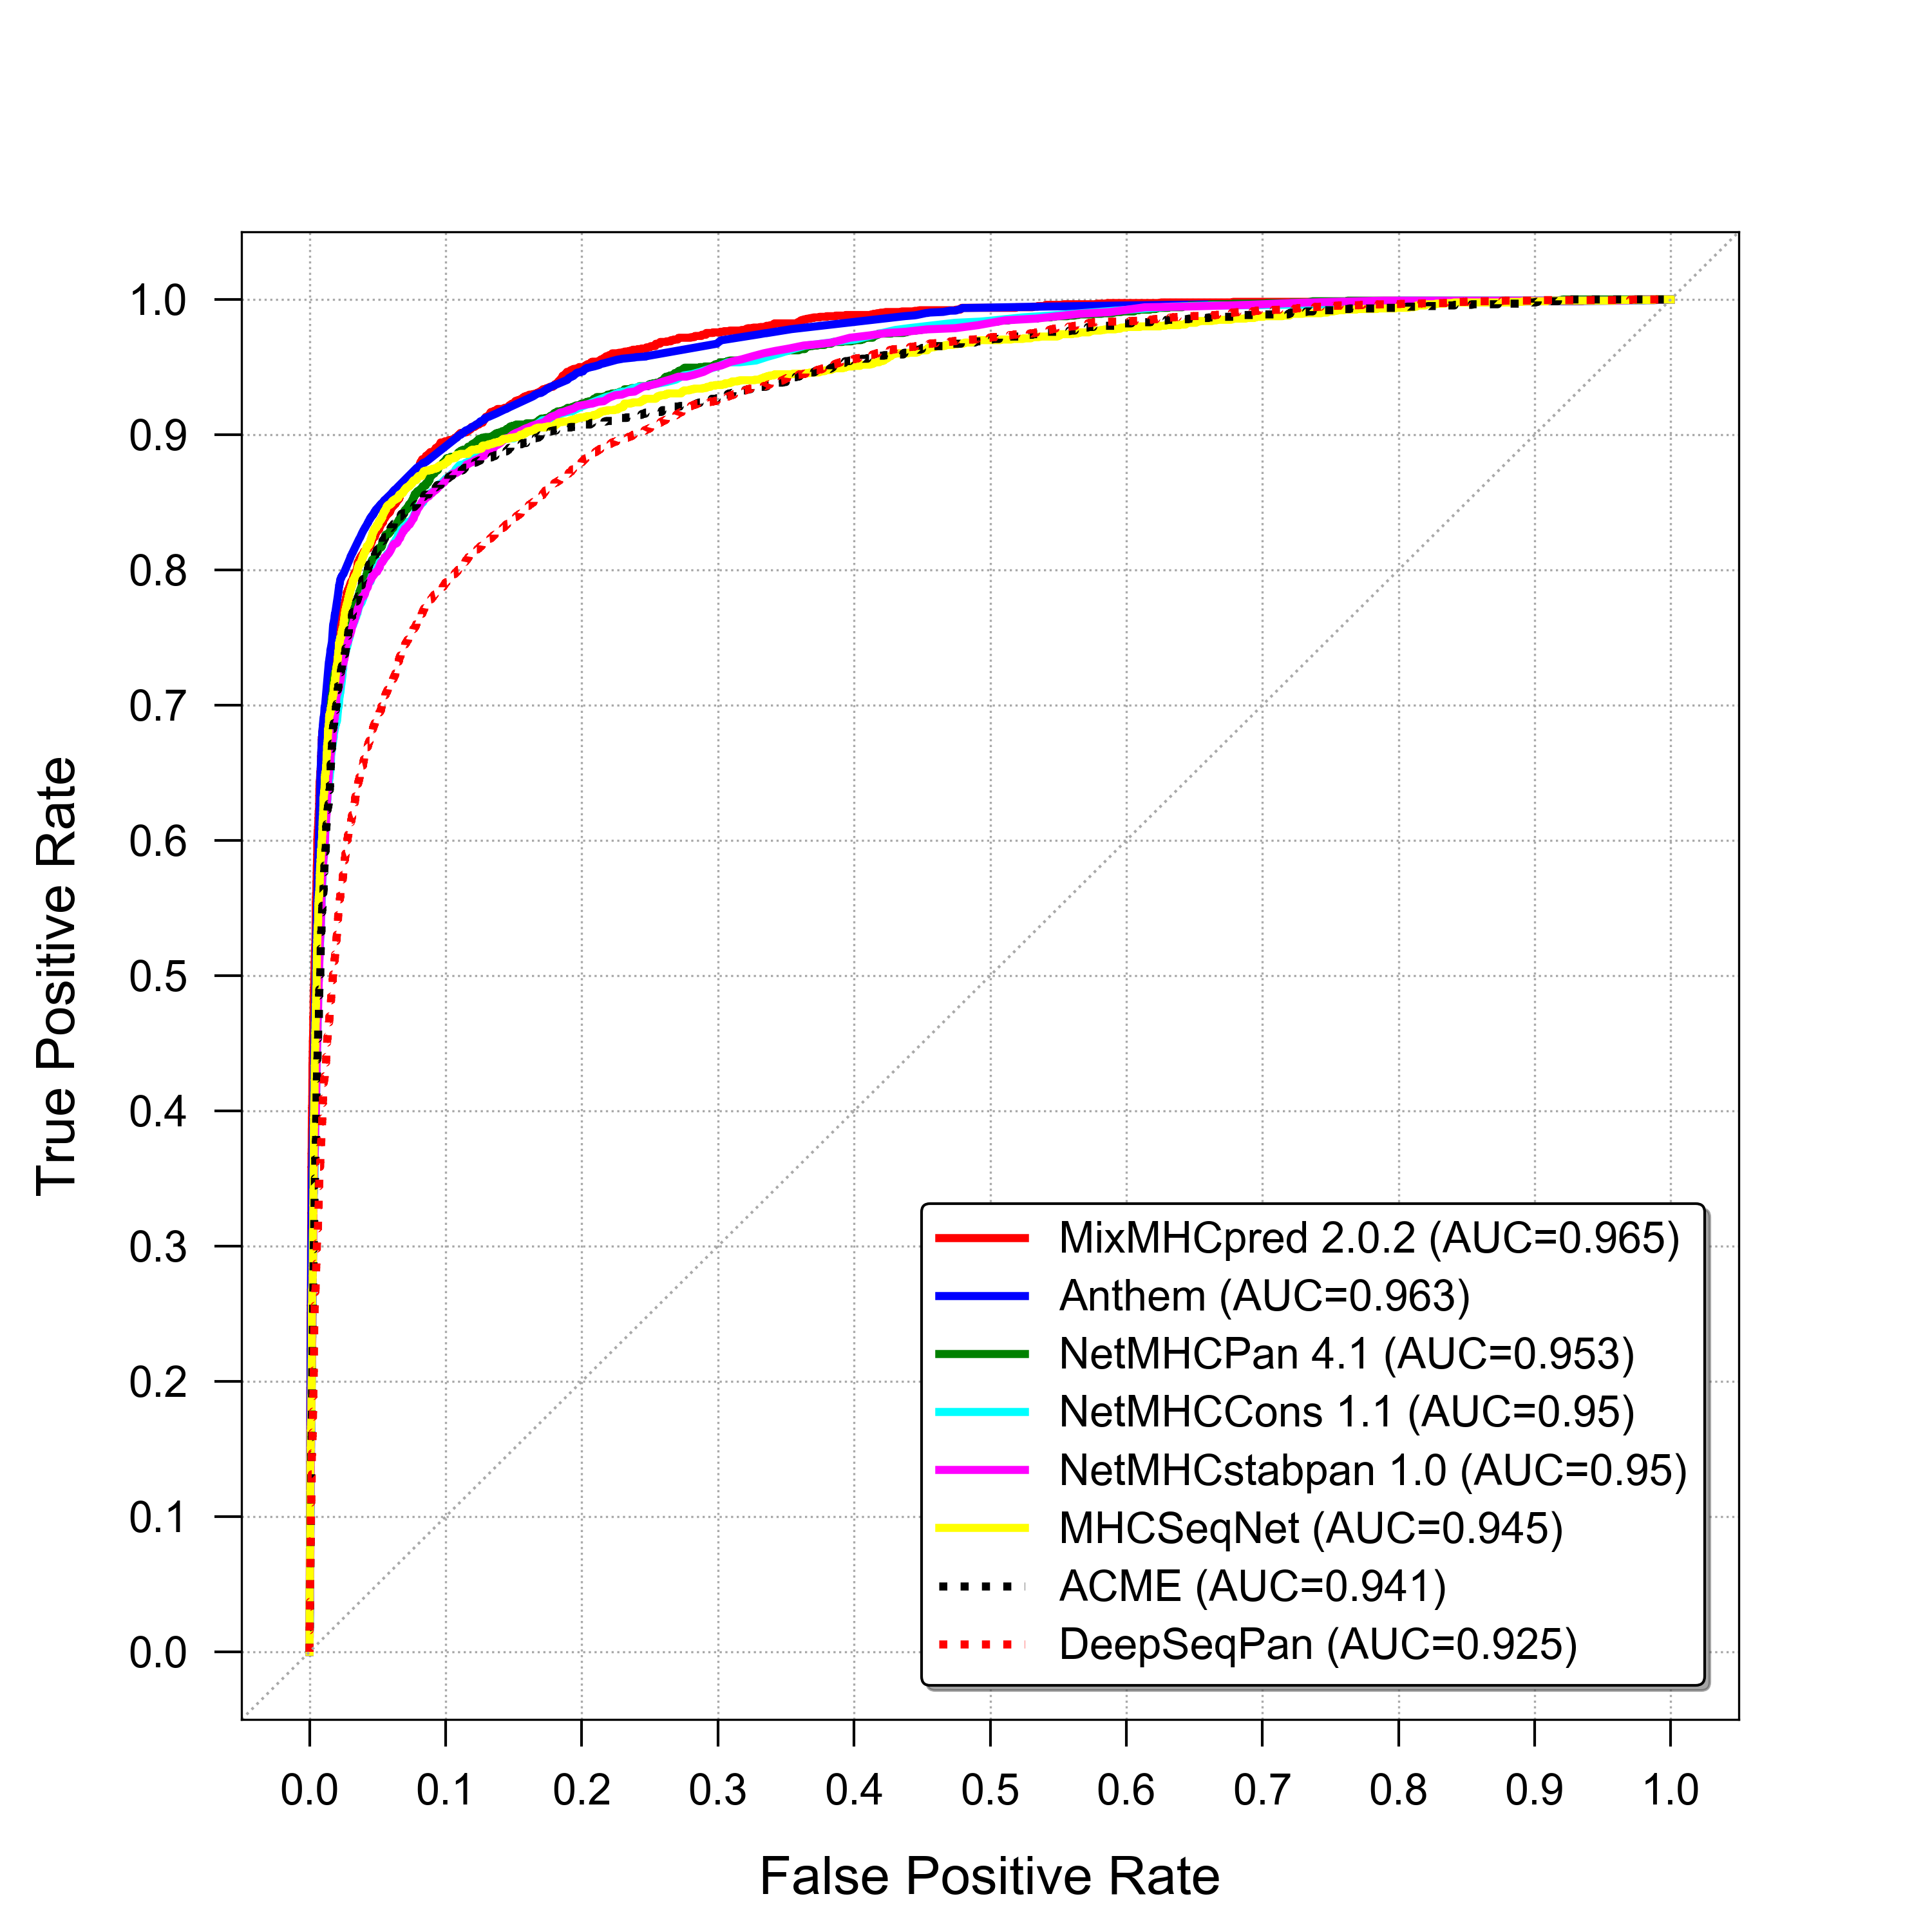 1.0
0.9
0.8
0.7
0.6
0.5
0.4
0.3
0.2
0.1
0.0
True Positive Rate
MixMHCpred 2.0.2 (AUC=0.965)
Anthem (AUC=0.963)
NetMHCPan 4.1 (AUC=0.953)
NetMHCCons 1.1 (AUC=0.95)
NetMHCstabpan 1.0 (AUC=0.95)
MHCSeqNet (AUC=0.945)
ACME (AUC=0.941)
DeepSeqPan (AUC=0.925)
0.0 0.1 0.2 0.3 0.4 0.5 0.6 0.7 0.8 0.9 1.0
False Positive Rate